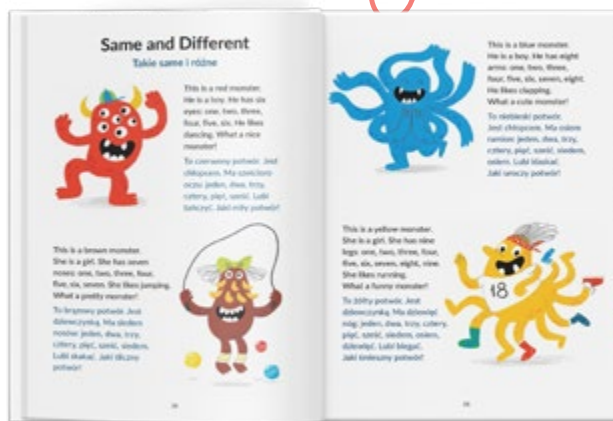 Same and Different
Takie same i różne
This is a red monster.
He is a boy. He has six
eyes: one, two, three,
four, five, six. He likes
dancing. What a nice
monster!
To czerwony potwór. Jest
chłopcem. Ma sześcioro
oczu: jeden, dwa, trzy,
cztery, pięć, sześć. Lubi
tańczyć. Jaki miły potwór!
This is a brown monster.
She is a girl. She has seven
noses: one, two, three, four,
five, six, seven. She likes jumping.
What a pretty monster!
To brązowy potwór. Jest
dziewczynką. Ma siedem
nosów: jeden, dwa, trzy,
cztery, pięć, sześć, siedem.
Lubi skakać. Jaki śliczny
potwór!
This is a blue monster.
He is a boy. He has eight
arms: one, two, three,
four, five, six, seven, eight.
He likes clapping.
What a cute monster!
To niebieski potwór.
Jest chłopcem. Ma osiem
ramion: jeden, dwa, trzy,
cztery, pięć, sześć, siedem,
osiem. Lubi klaskać.
Jaki uroczy potwór!
This is a yellow monster.
She is a girl. She has nine
legs: one, two, three, four,
five, six, seven, eight, nine.
She likes running.
What a funny monster!
To żółty potwór. Jest
dziewczynką. Ma dziewięć
nóg: jeden, dwa, trzy, cztery,
pięć, sześć, siedem, osiem,
dziewięć. Lubi biegać.
Jaki śmieszny potwór!
18